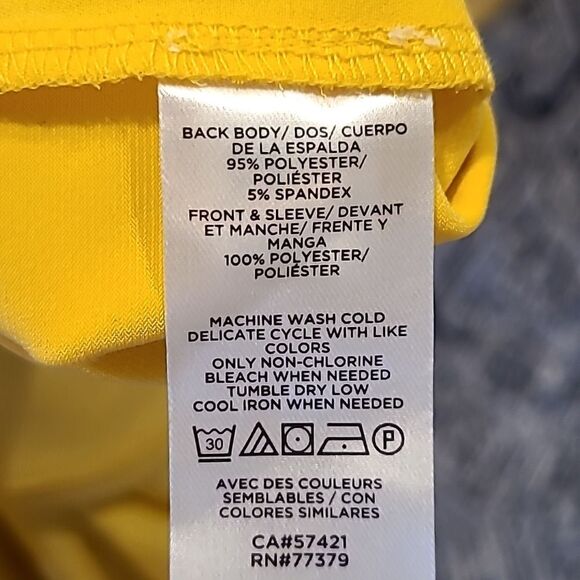 BACK BODY/ DOS/ CUERPO
DE LA ESPALDA
95% POLYESTER/
POLIÉSTER
5% SPANDEX
FRONT & SLEEVE/ DEVANT
ET MANCHE/ FRENTE Y
MANGA
100% POLYESTER/
POLIÉSTER
MACHINE WASH COLD
DELICATE CYCLE WITH LIKE
COLORS
ONLY NON-CHLORINE
BLEACH WHEN NEEDED
TUMBLE DRY LOW
COOL IRON WHEN NEEDED
30 P
AVEC DES COULEURS
SEMBLABLES / CON
COLORES SIMILARES
CA#57421
RN#77379